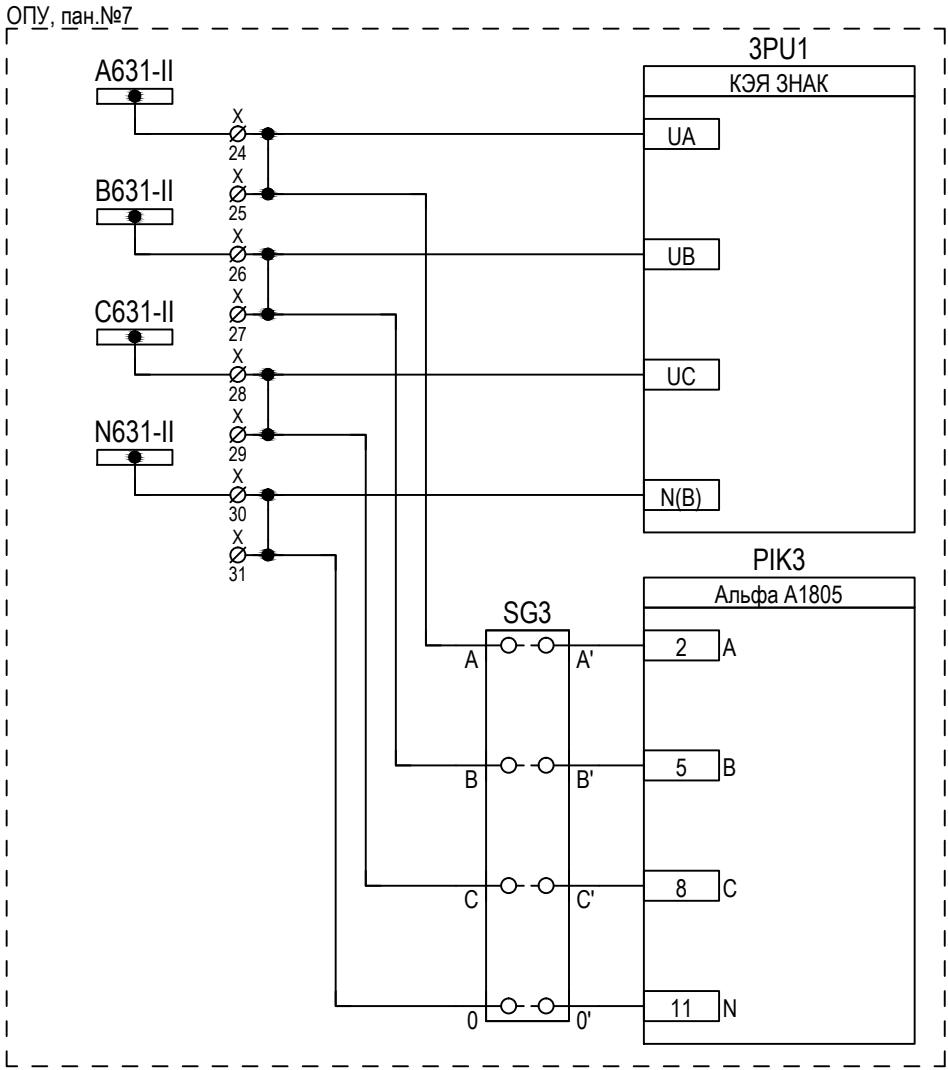 ОПУ, пан.№7
3PU1
КЭЯ ЗНАК
A631-II
X
24
UA
X
25
B631-II
X
26
UB
X
27
C631-II
X
28
UC
X
29
N631-II
X
30
N(B)
X
31
PIK3
Альфа А1805
SG3
A
A'
2
A
B
B'
5
B
C
C'
8
C
0
0'
11
N